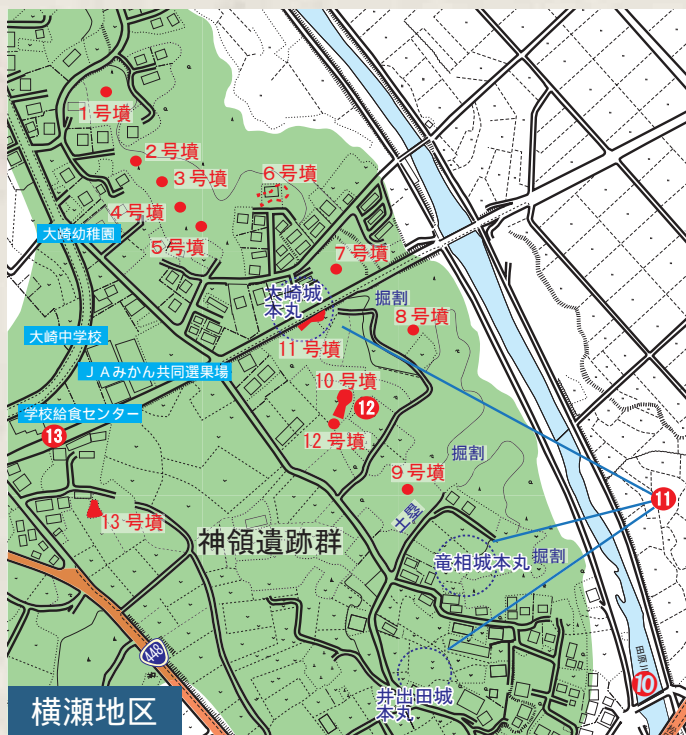 1号墳
2号墳
3号墳
6号墳
4号墳
大崎幼稚園
5号墳
7号墳
大崎城
本丸
掘割
8号墳
大崎中学校
11号墳
JAみかん共同選果場
10号墳
⑫
学校給食センター
⑬
12号墳
掘割
9号墳
⑪
土塁
13号墳
神領遺跡群
竜相城本丸
掘割
448
田原川
⑩
井出田城
本丸
横瀬地区